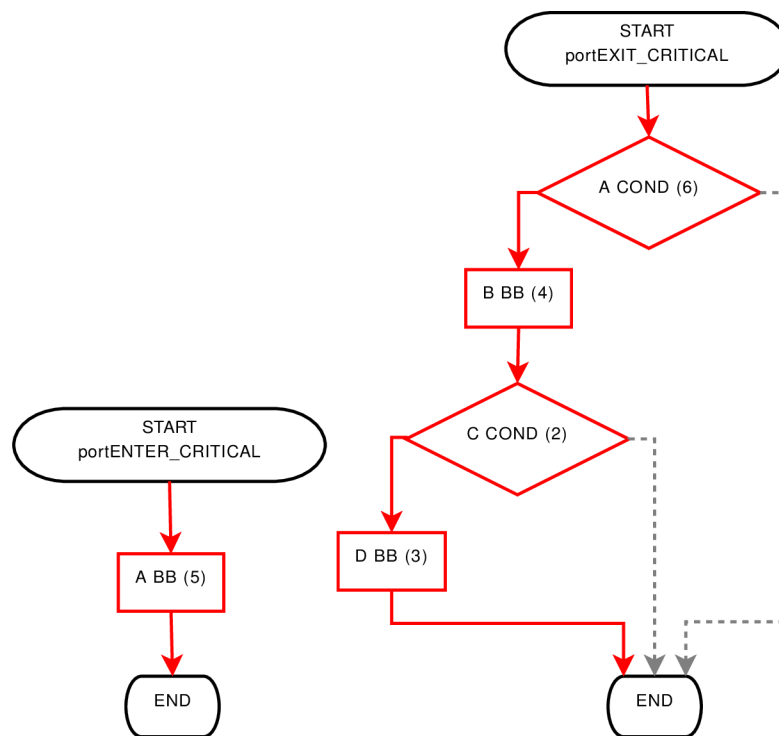 START
portEXIT_CRITICAL
A COND (6)
B BB (4)
C COND (2)
D BB (3)
END
START
portENTER_CRITICAL
A BB (5)
END